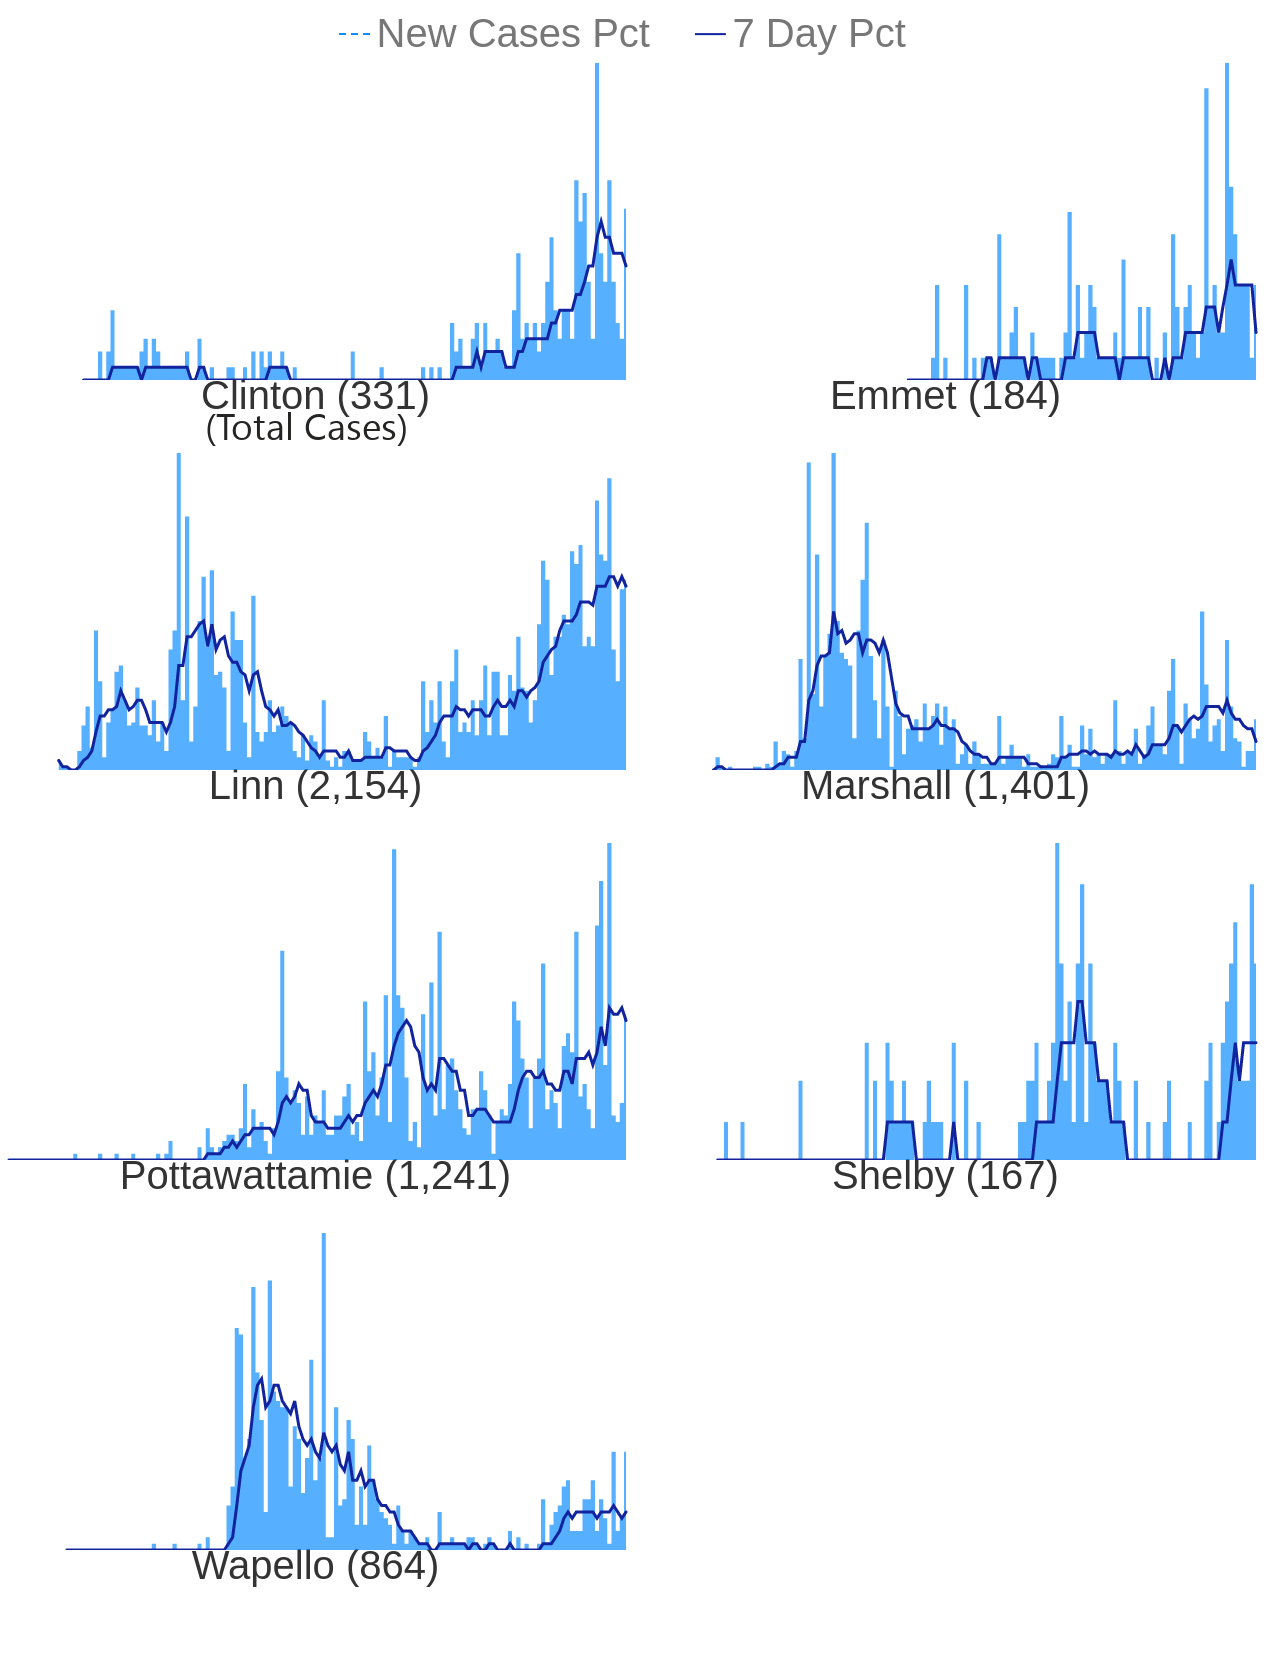 New Cases Pct 7 Day Pct
Clinton (331) Emmet (184)
(Total Cases)
Linn (2,154) Marshall (1,401)
Pottawattamie (1,241) Shelby (167)
Wapello (864)